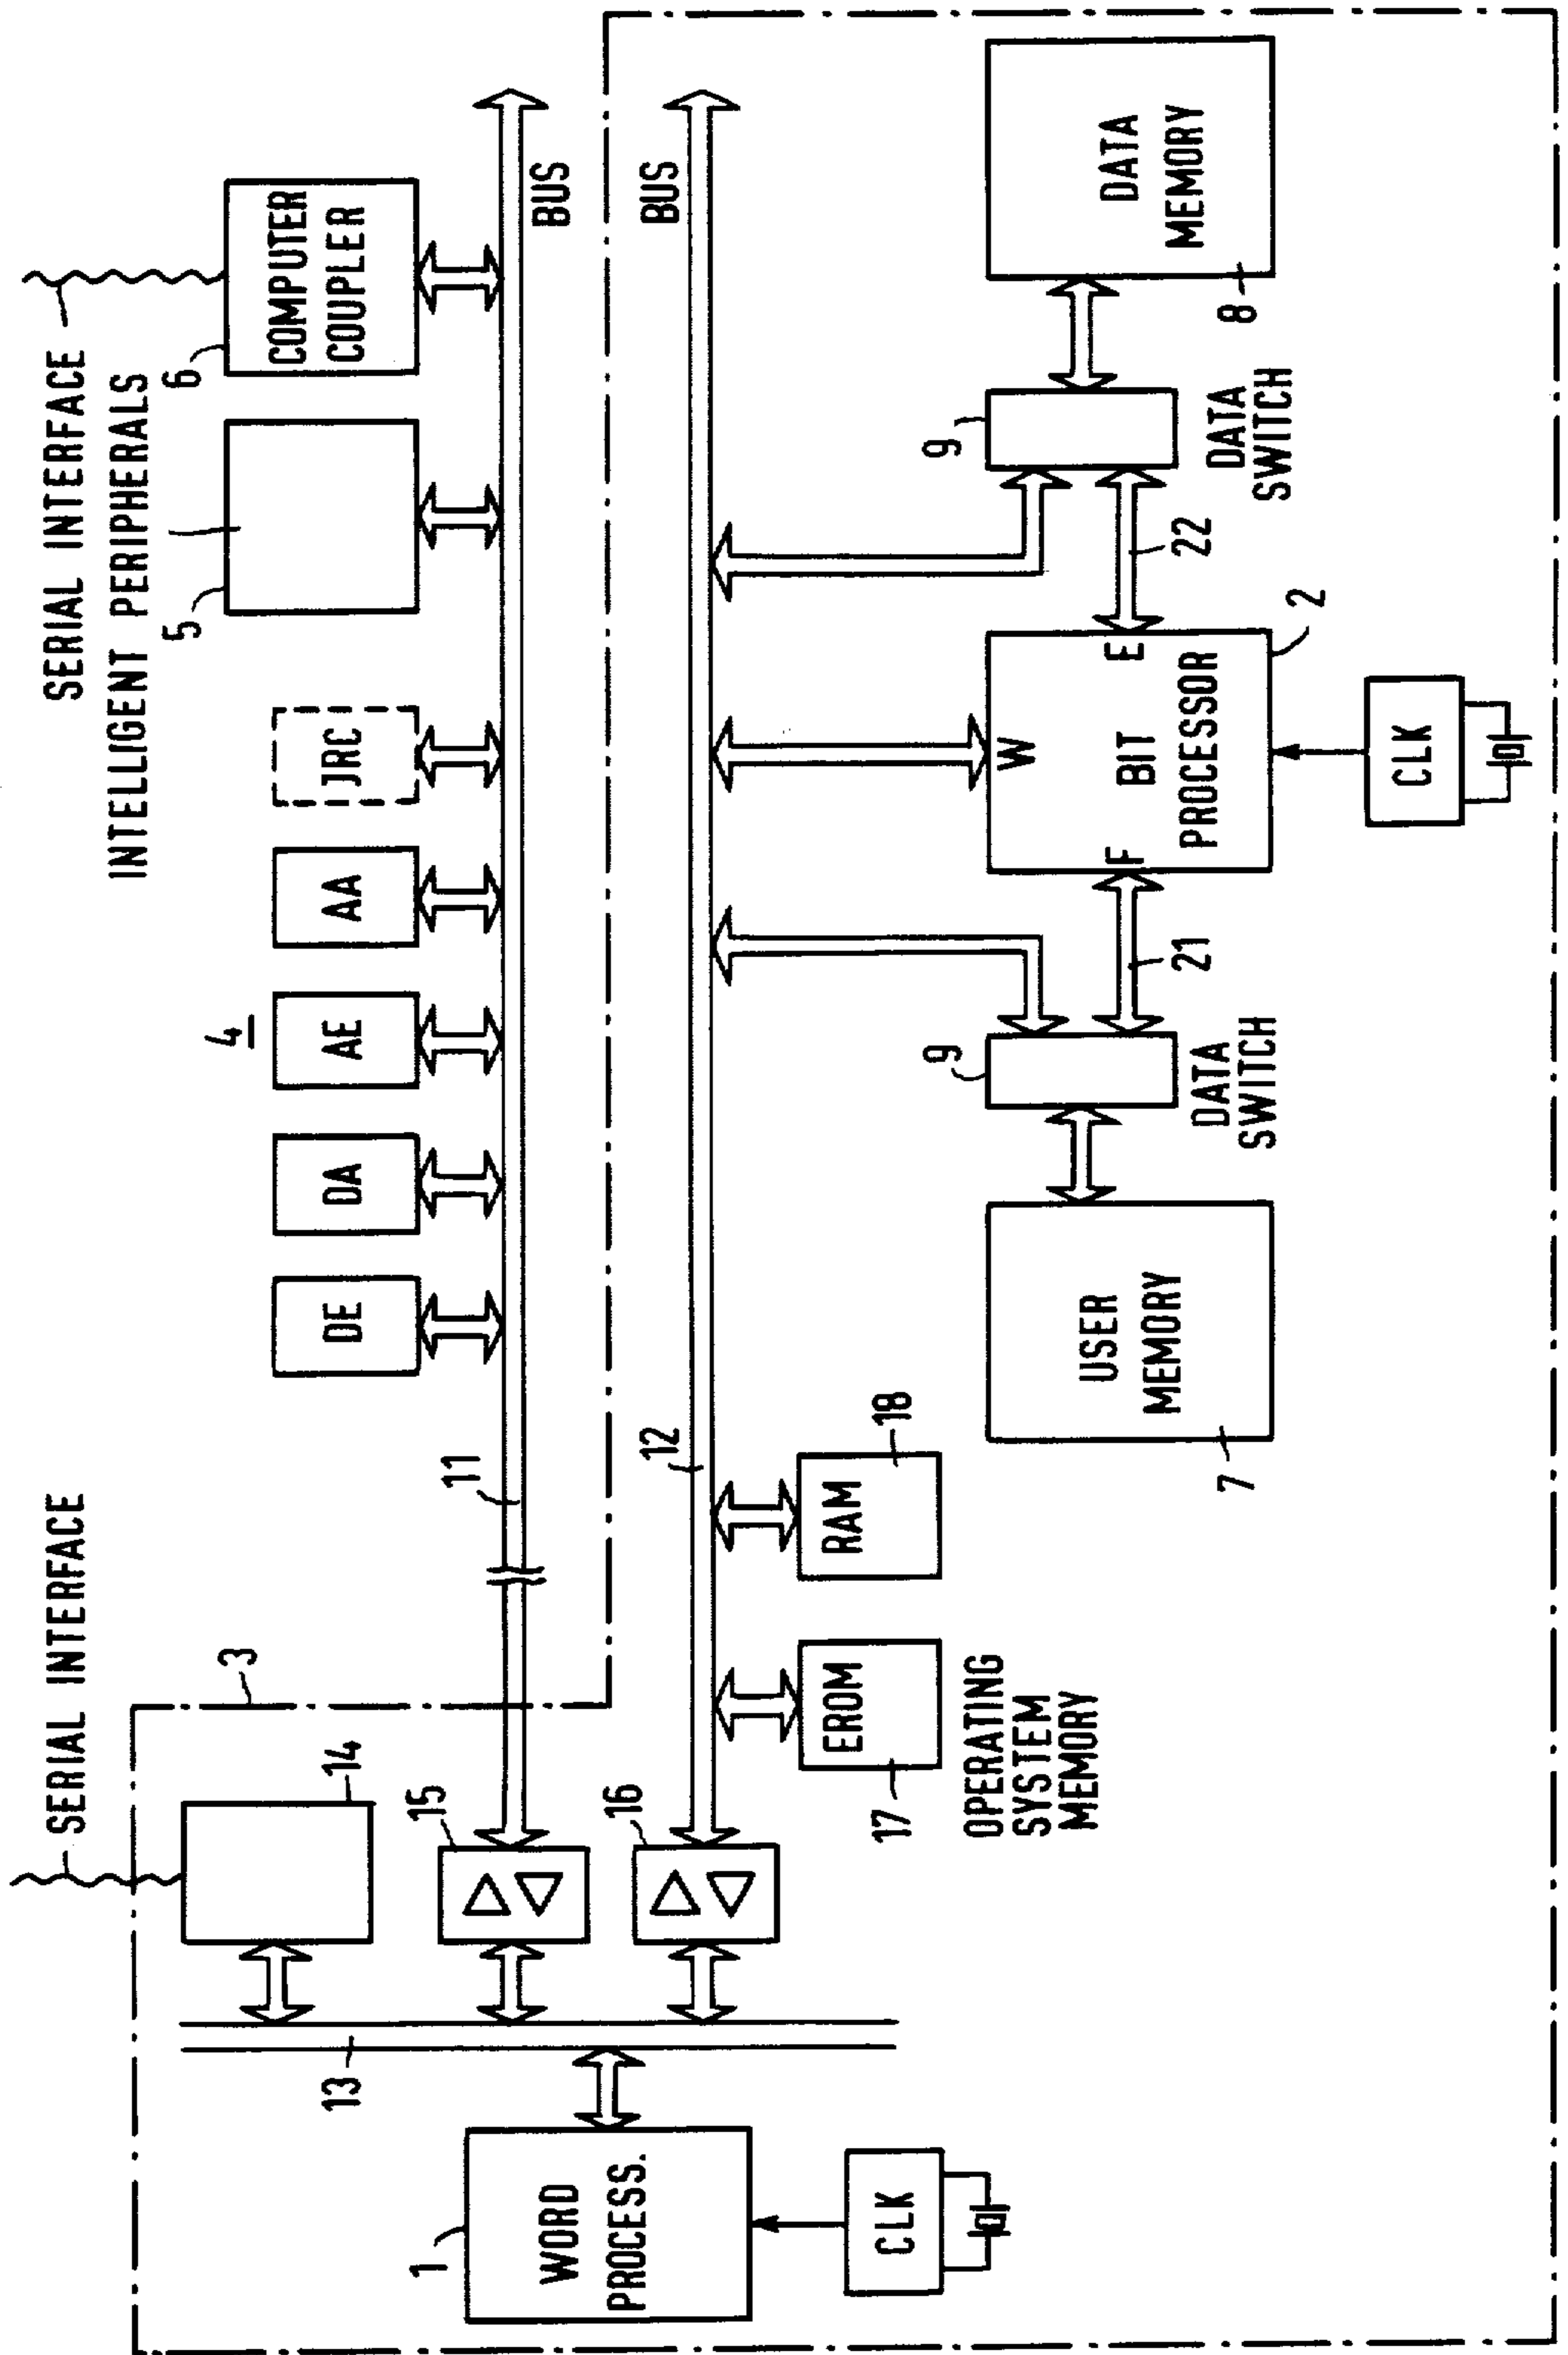 SERIAL INTERFACE
SERIAL INTERFACE
INTELLIGENT PERIPHERALS
3
14
4
5
6
COMPUTER
COUPLER
DE
DA
AE
AA
JRC
13
15
11
BUS
1
WORD
PROCESS.
16
12
BUS
CLK
EROM
17
OPERATING
SYSTEM
MEMORY
RAM
18
USER
MEMORY
7
9
DATA
SWITCH
21
F
W
E
BIT
PROCESSOR
2
CLK
22
9
DATA
SWITCH
DATA
MEMORY
8